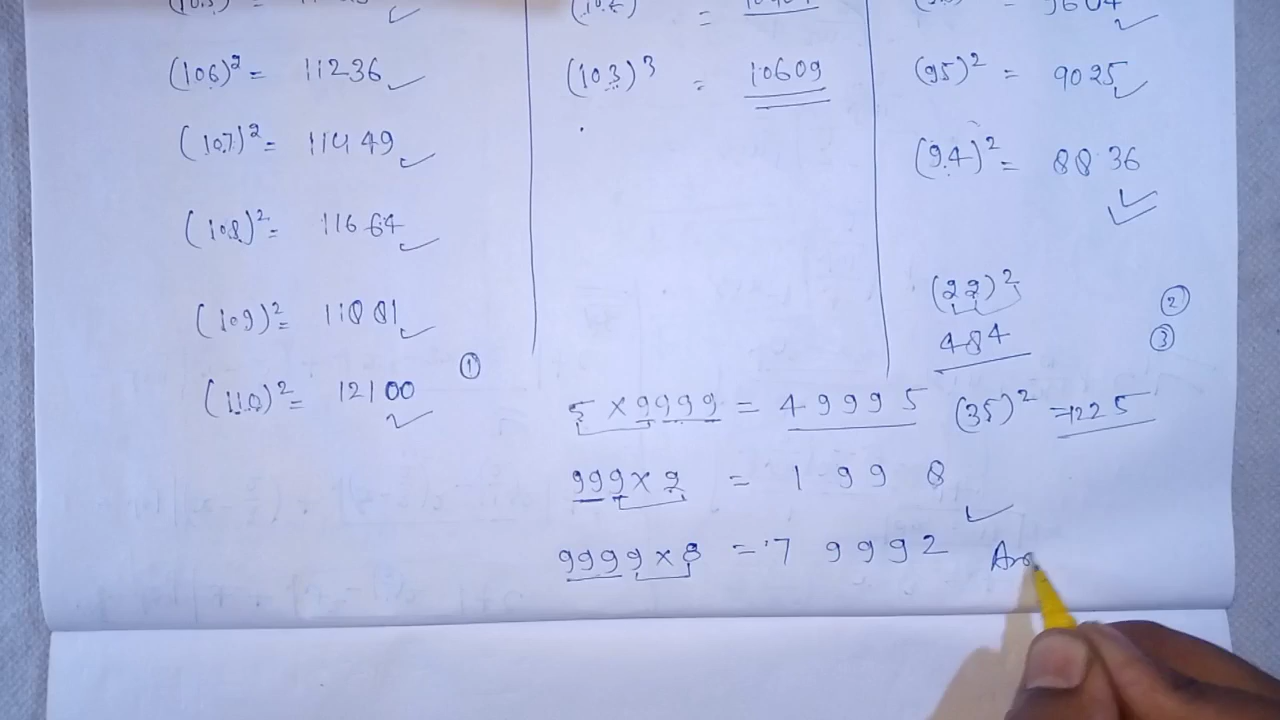 (106)² = 11236
(107)² = 11449
(108)² = 11664
(109)² = 11881
(110)² = 12100
(103)³ = 10609
9604
(95)² = 9025
(94)² = 8836
(22)²
484
①
②
③
5 × 9999 = 49995
(35)² = 1225
999 × 2 = 1998
9999 × 8 = 79992 An